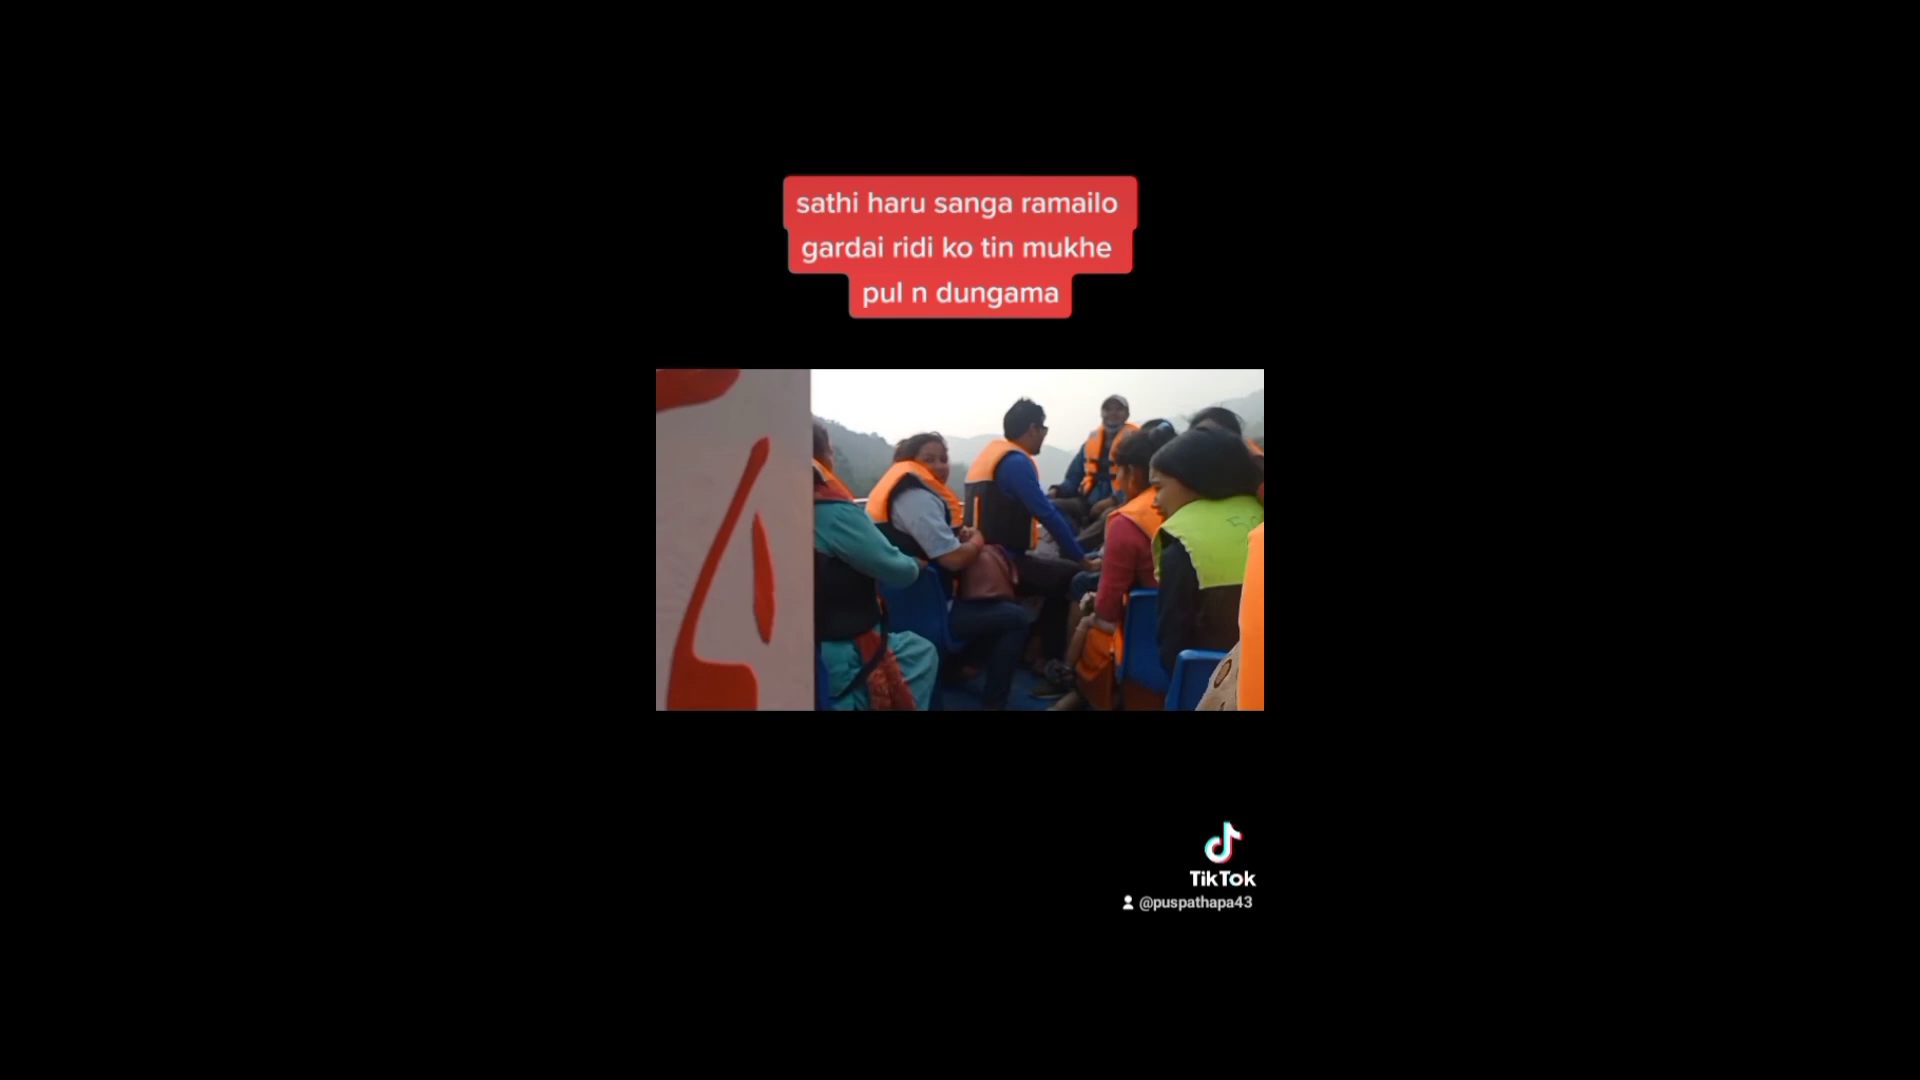 sathi haru sanga ramailo
gardai ridi ko tin mukhe
pul n dungama
TikTok
@puspathapa43